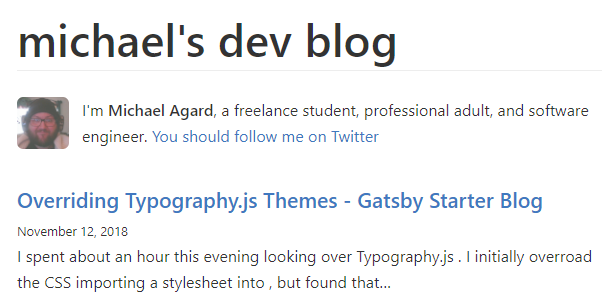 michael's dev blog
I'm Michael Agard, a freelance student, professional adult, and software
engineer. You should follow me on Twitter
Overriding Typography.js Themes - Gatsby Starter Blog
November 12, 2018
I spent about an hour this evening looking over Typography.js . I initially overroad
the CSS importing a stylesheet into , but found that...